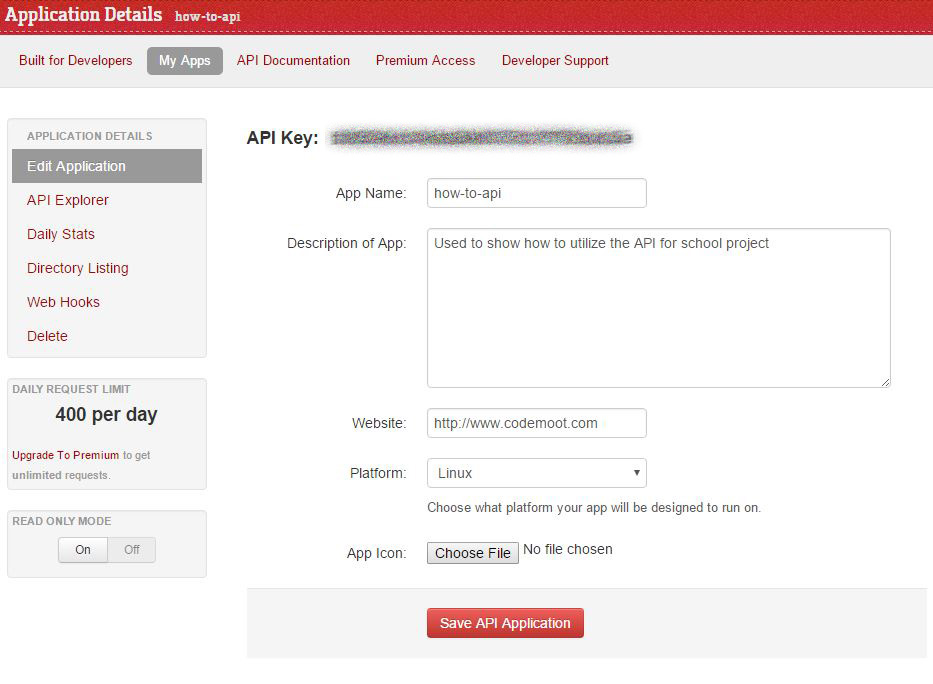 Application Details how-to-api
Built for Developers My Apps API Documentation Premium Access Developer Support
APPLICATION DETAILS
Edit Application
API Explorer
Daily Stats
Directory Listing
Web Hooks
Delete
DAILY REQUEST LIMIT
400 per day
Upgrade To Premium to get
unlimited requests.
READ ONLY MODE
On Off
API Key:
App Name: how-to-api
Description of App: Used to show how to utilize the API for school project
Website: http://www.codemoot.com
Platform: Linux
Choose what platform your app will be designed to run on.
App Icon: Choose File No file chosen
Save API Application